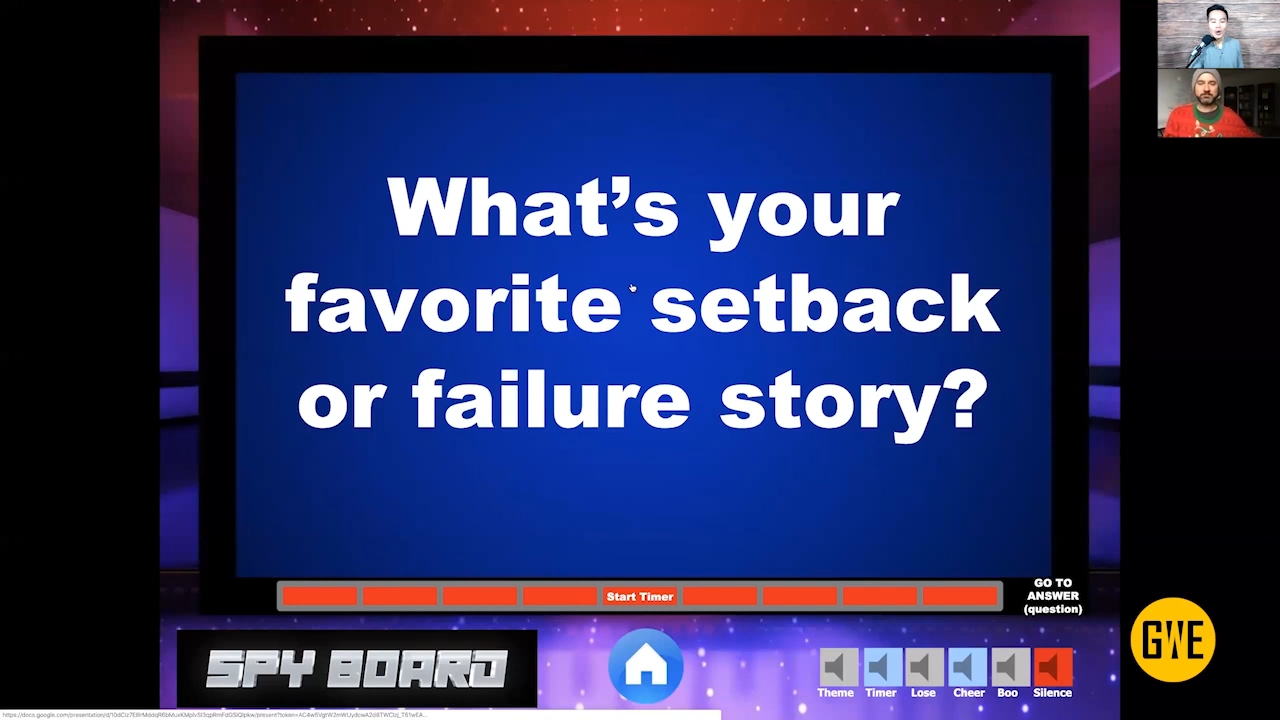 What’s your
favorite setback
or failure story?
Start Timer
GO TO
ANSWER
(question)
SPY BOARD
Theme Timer Lose Cheer Boo Silence
GWE